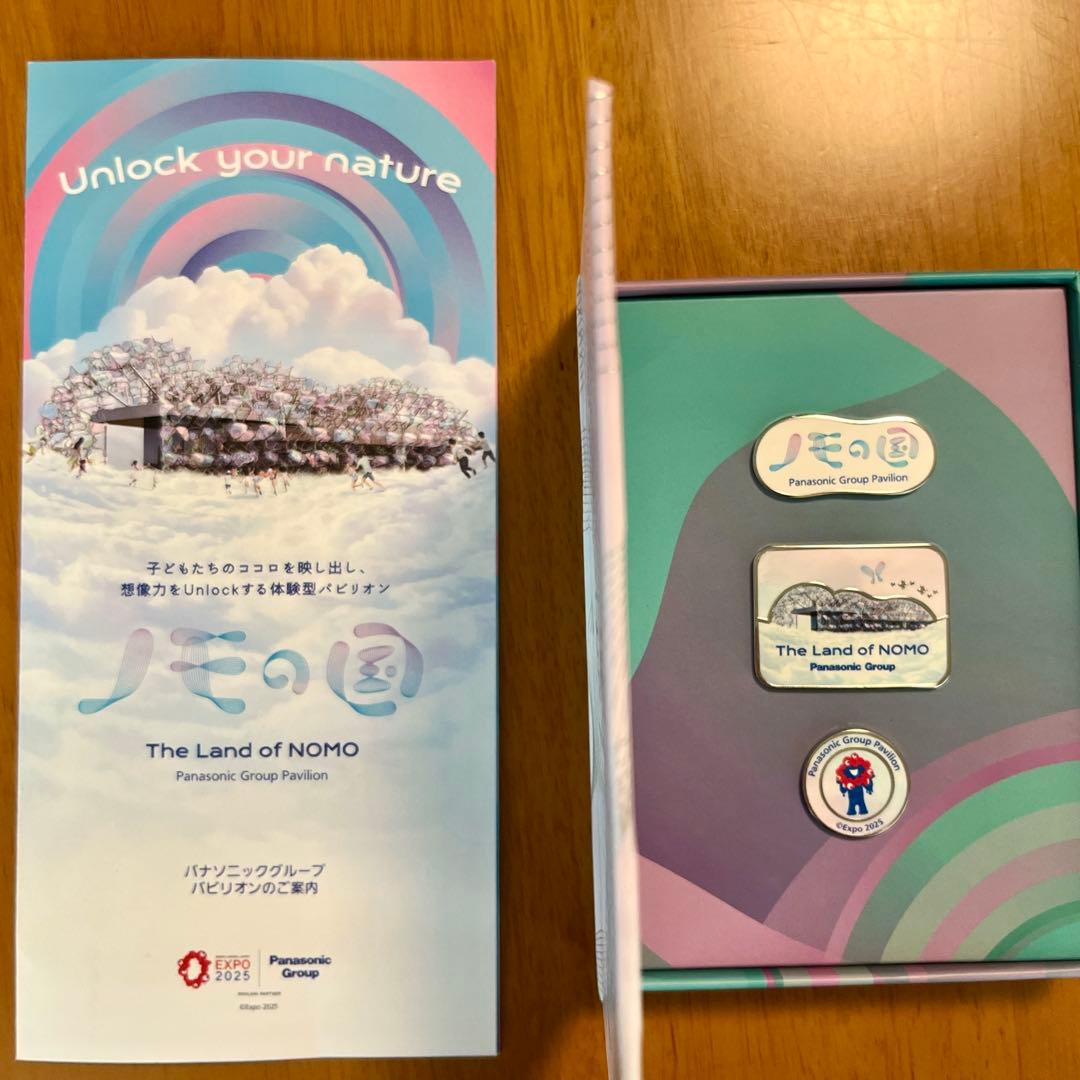 Unlock your nature
子どもたちのココロを映し出し、
想像力をUnlockする体験型パビリオン
ノモの国
The Land of NOMO
Panasonic Group Pavilion
パナソニックグループ
パビリオンのご案内
EXPO
2025
Panasonic
Group
©Expo 2025
ノモの国
Panasonic Group Pavilion
The Land of NOMO
Panasonic Group
Panasonic Group Pavilion
©Expo 2025